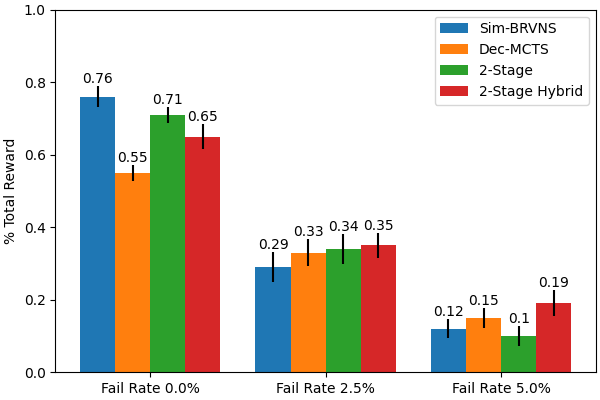 1.0
0.8
0.6
0.4
0.2
0.0
% Total Reward
Sim-BRVNS
Dec-MCTS
2-Stage
2-Stage Hybrid
0.76
0.55
0.71
0.65
0.29
0.33
0.34
0.35
0.12
0.15
0.1
0.19
Fail Rate 0.0%
Fail Rate 2.5%
Fail Rate 5.0%